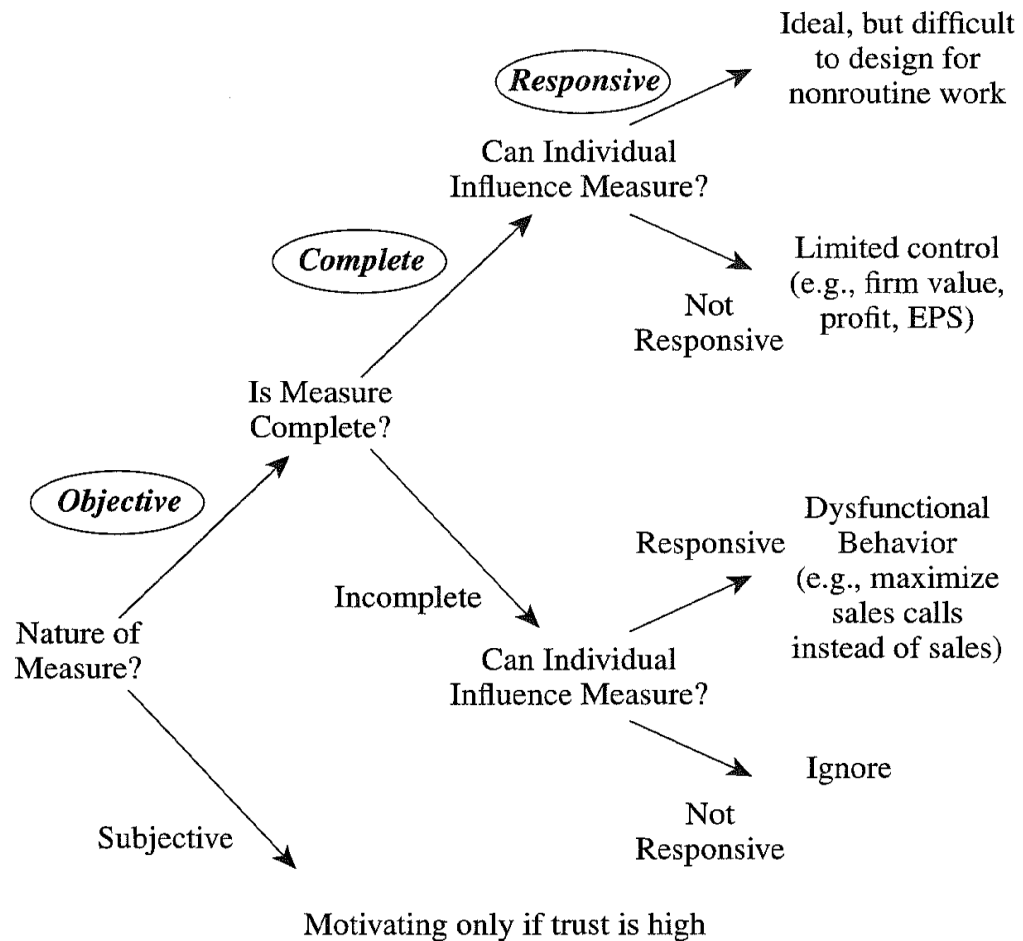 Ideal, but difficult
to design for
nonroutine work
Responsive
Can Individual
Influence Measure?
Limited control
(e.g., firm value,
profit, EPS)
Not
Responsive
Complete
Is Measure
Complete?
Objective
Nature of
Measure?
Incomplete
Responsive
Dysfunctional
Behavior
(e.g., maximize
sales calls
instead of sales)
Can Individual
Influence Measure?
Ignore
Not
Responsive
Subjective
Motivating only if trust is high